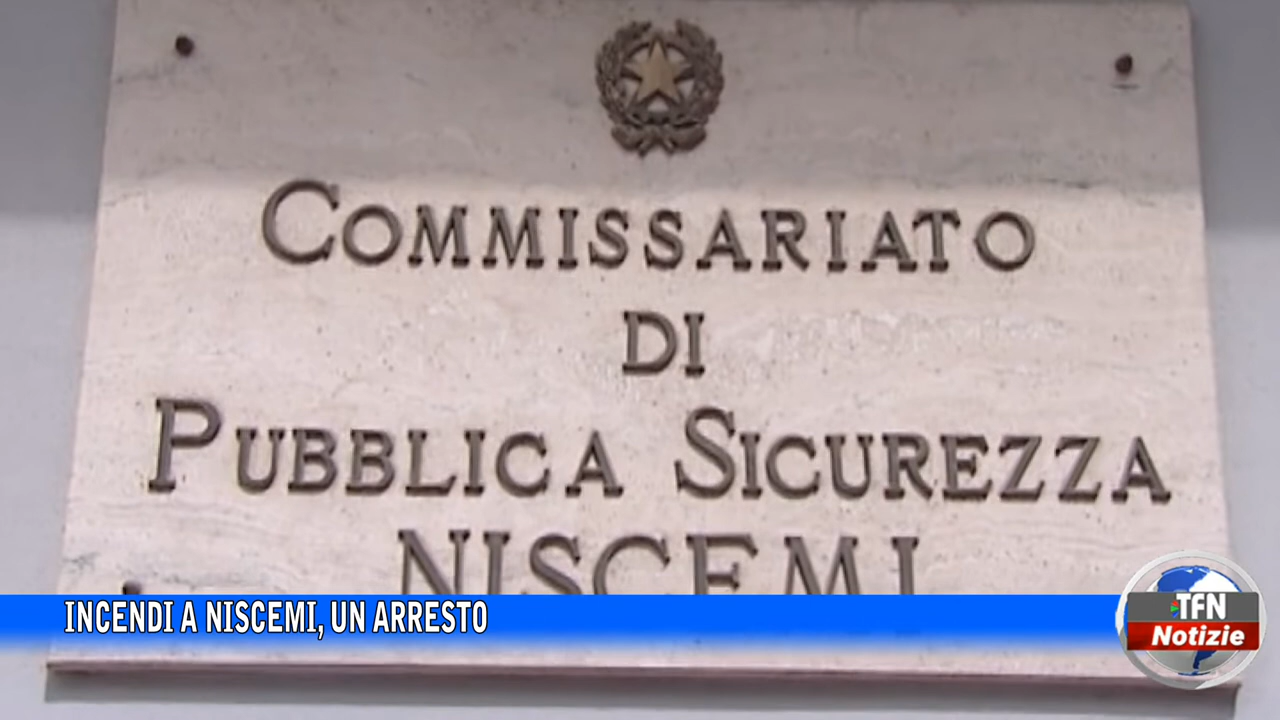 COMMISSARIATO
DI
PUBBLICA SICUREZZA
NISCEMI
INCENDI A NISCEMI, UN ARRESTO
TFN
Notizie